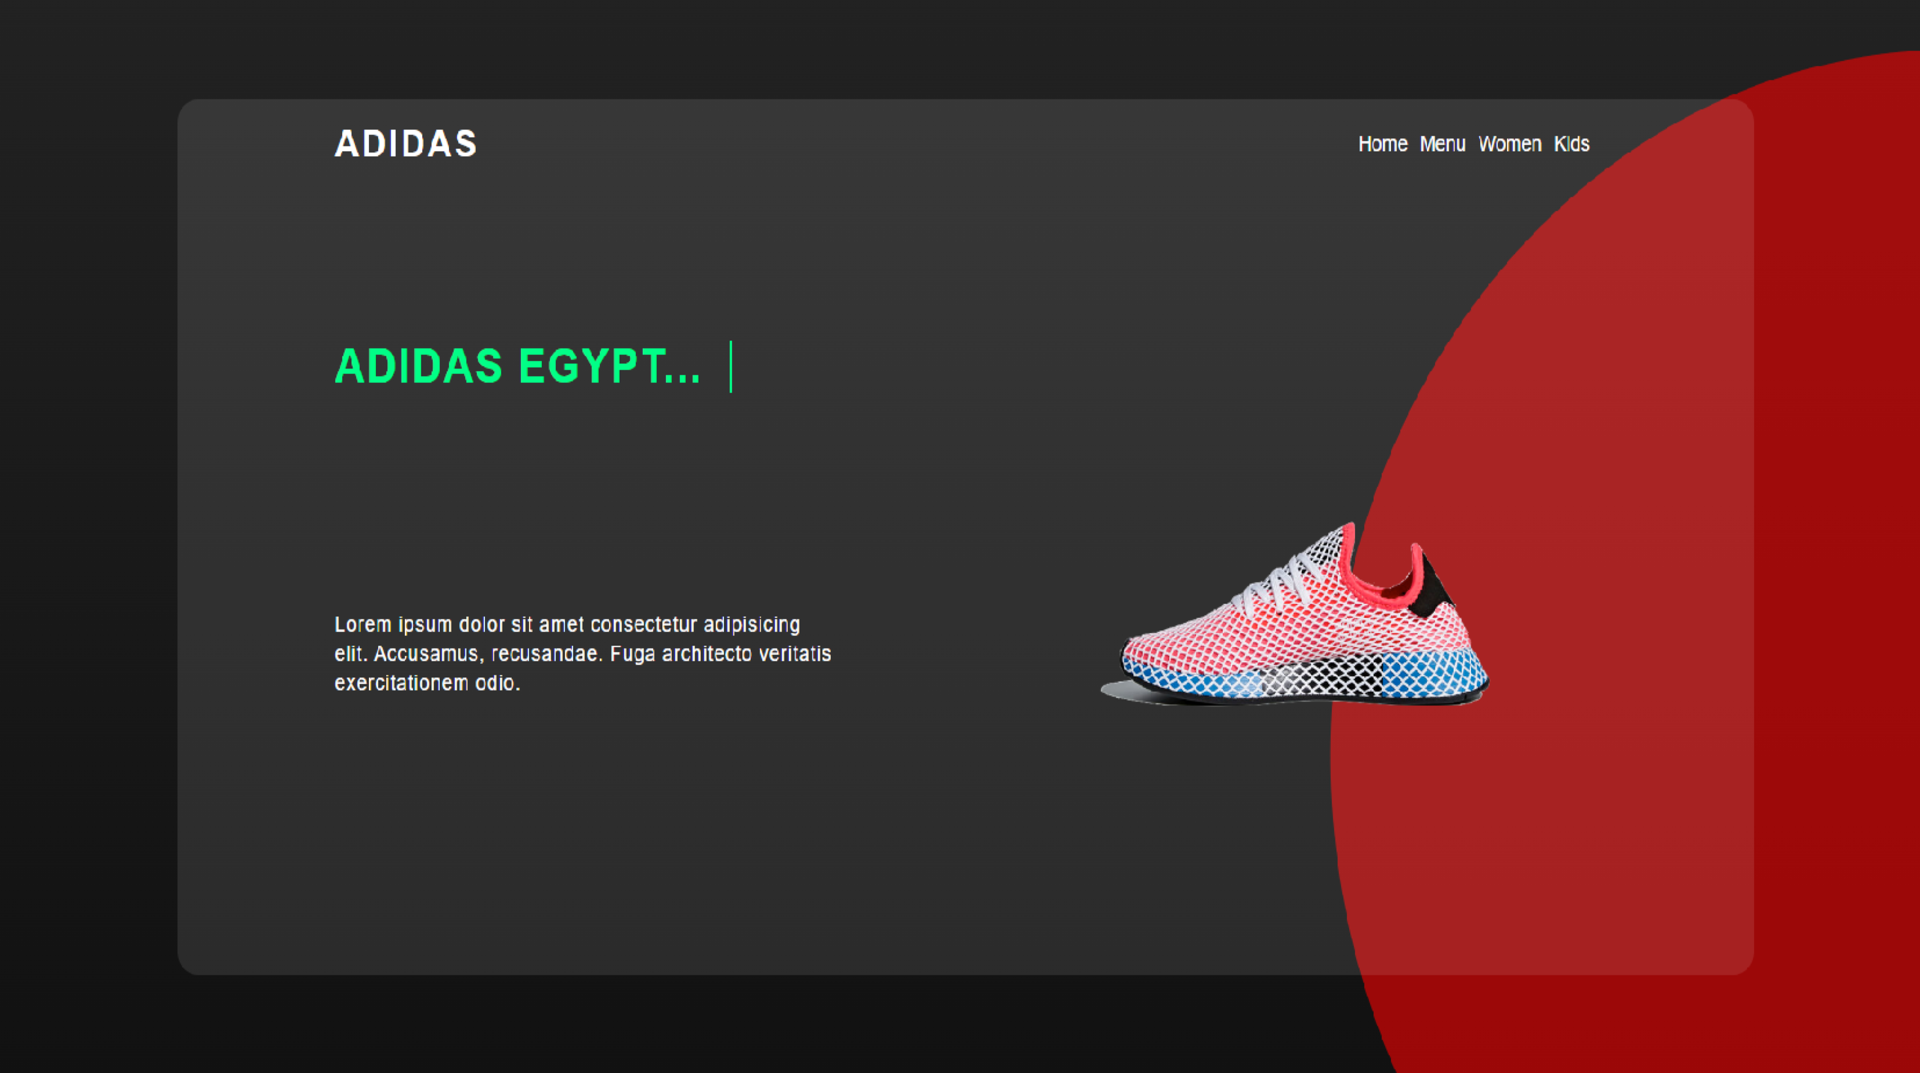 ADIDAS
Home Menu Women Kids
ADIDAS EGYPT...
Lorem ipsum dolor sit amet consectetur adipisicing
elit. Accusamus, recusandae. Fuga architecto veritatis
exercitationem odio.